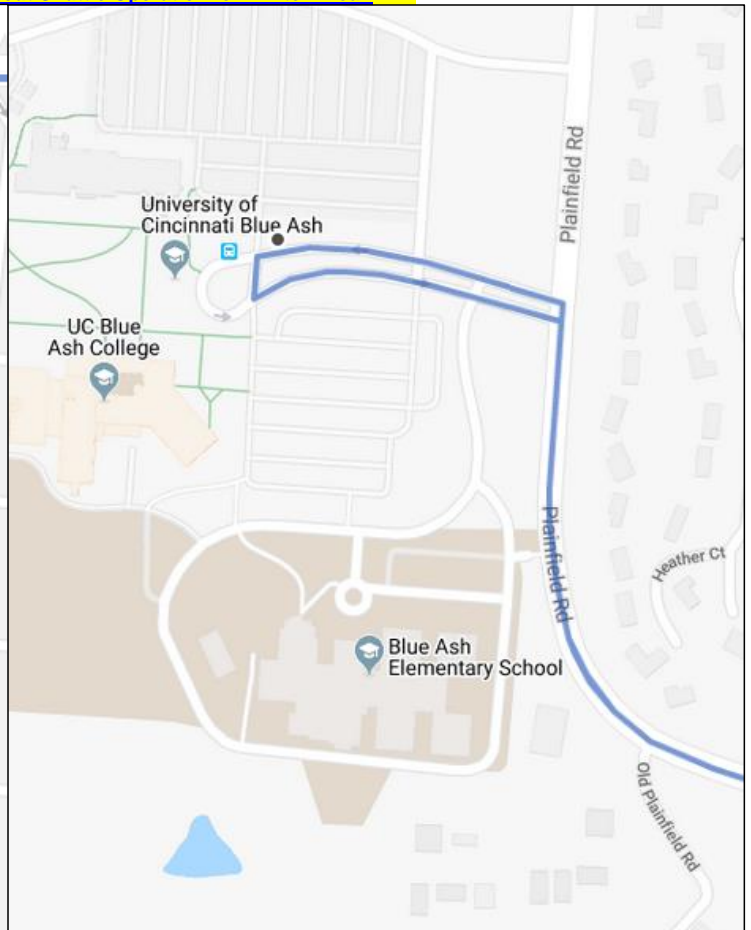 Plainfield Rd
University of
Cincinnati Blue Ash
UC Blue
Ash College
Plainfield Rd
Heather Ct
Blue Ash
Elementary School
Old Plainfield Rd